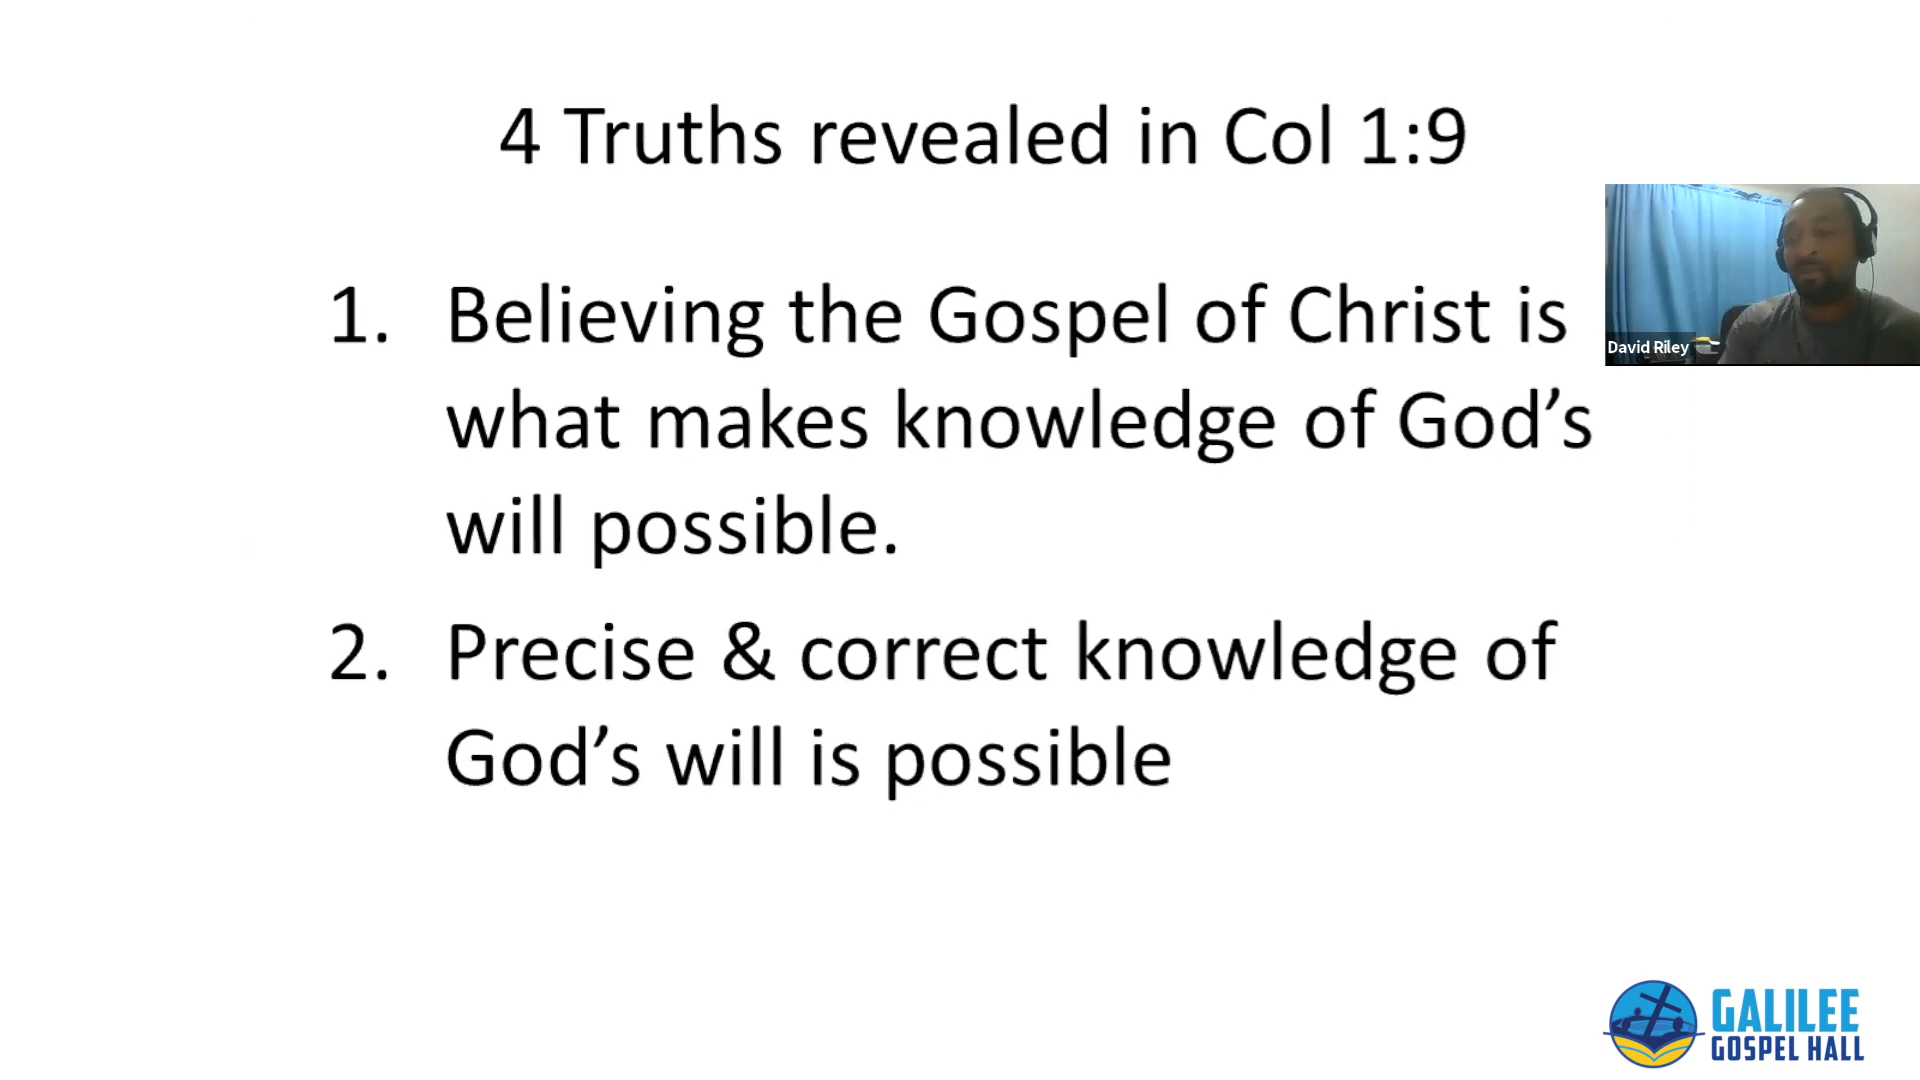 4 Truths revealed in Col 1:9
1. Believing the Gospel of Christ is
what makes knowledge of God’s
will possible.
2. Precise & correct knowledge of
God’s will is possible
David Riley
GALILEE
GOSPEL HALL